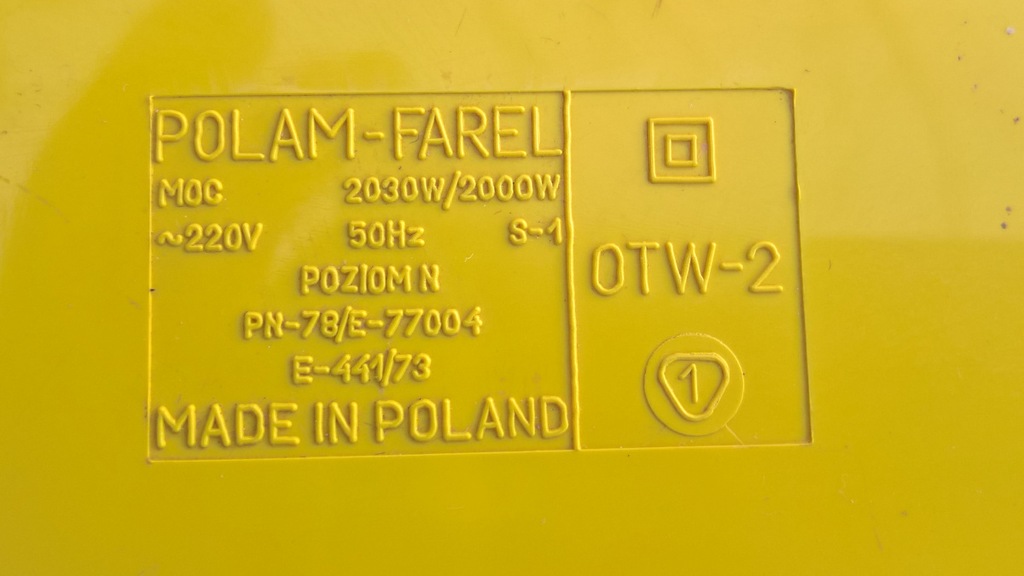 POLAM-FAREL
MOC 2030W/2000W
~220V 50Hz S-1
POZIOM N
PN-78/E-77004
E-441/73
MADE IN POLAND
OTW-2
1